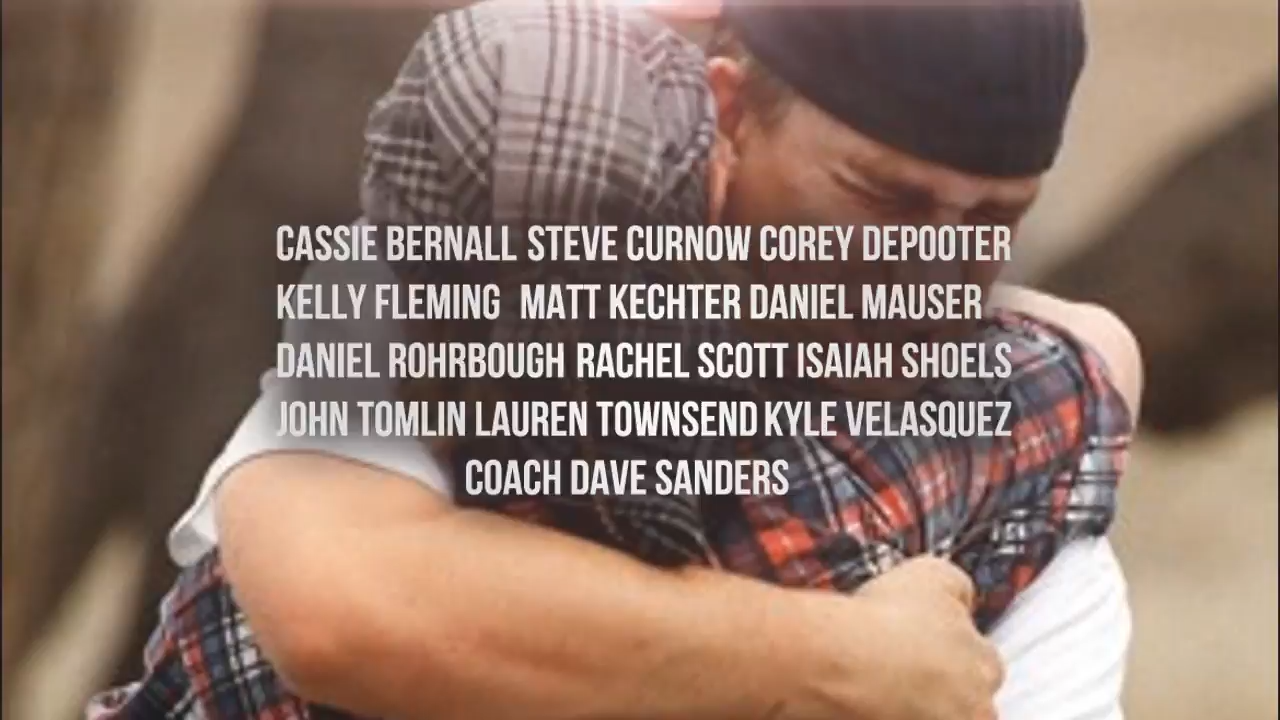 CASSIE BERNALL STEVE CURNOW COREY DEPOOTER
KELLY FLEMING MATT KECHTER DANIEL MAUSER
DANIEL ROHRBOUGH RACHEL SCOTT ISAIAH SHOELS
JOHN TOMLIN LAUREN TOWNSEND KYLE VELASQUEZ
COACH DAVE SANDERS